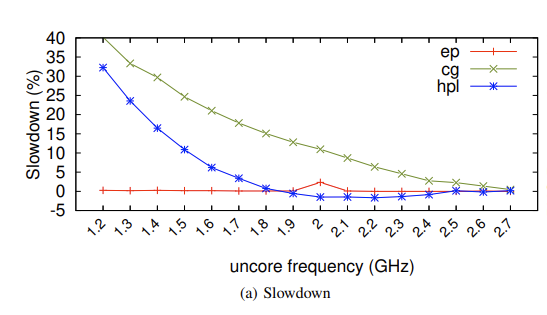 40
35
30
25
20
15
10
5
0
-5
Slowdown (%)
ep
cg
hpl
1.2 1.3 1.4 1.5 1.6 1.7 1.8 1.9 2 2.1 2.2 2.3 2.4 2.5 2.6 2.7
uncore frequency (GHz)
(a) Slowdown